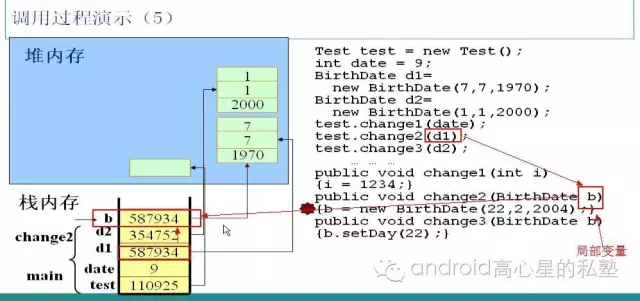 调用过程演示（5）
堆内存
1
1
2000
7
7
1970
栈内存
b 587934
d2 354752
change2
d1 587934
main
date 9
test 110925
Test test = new Test();
int date = 9;
BirthDate d1=
new BirthDate(7,7,1970);
BirthDate d2=
new BirthDate(1,1,2000);
test.change1(date);
test.change2(d1);
test.change3(d2);
… … …
public void change1(int i)
{i = 1234;}
public void change2(BirthDate b)
{b = new BirthDate(22,2,2004);}
public void change3(BirthDate b)
{b.setDay(22);}
局部变量
android高心星的私塾